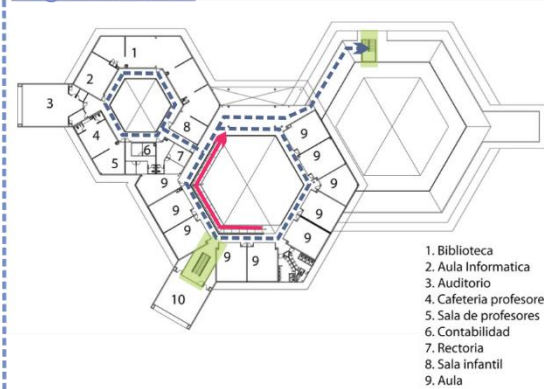 1
2
3
4
5
6
7
8
9
9
9
9
9
9
9
9
9
9
10
1. Biblioteca
2. Aula Informatica
3. Auditorio
4. Cafeteria profesore
5. Sala de profesores
6. Contabilidad
7. Rectoria
8. Sala infantil
9. Aula